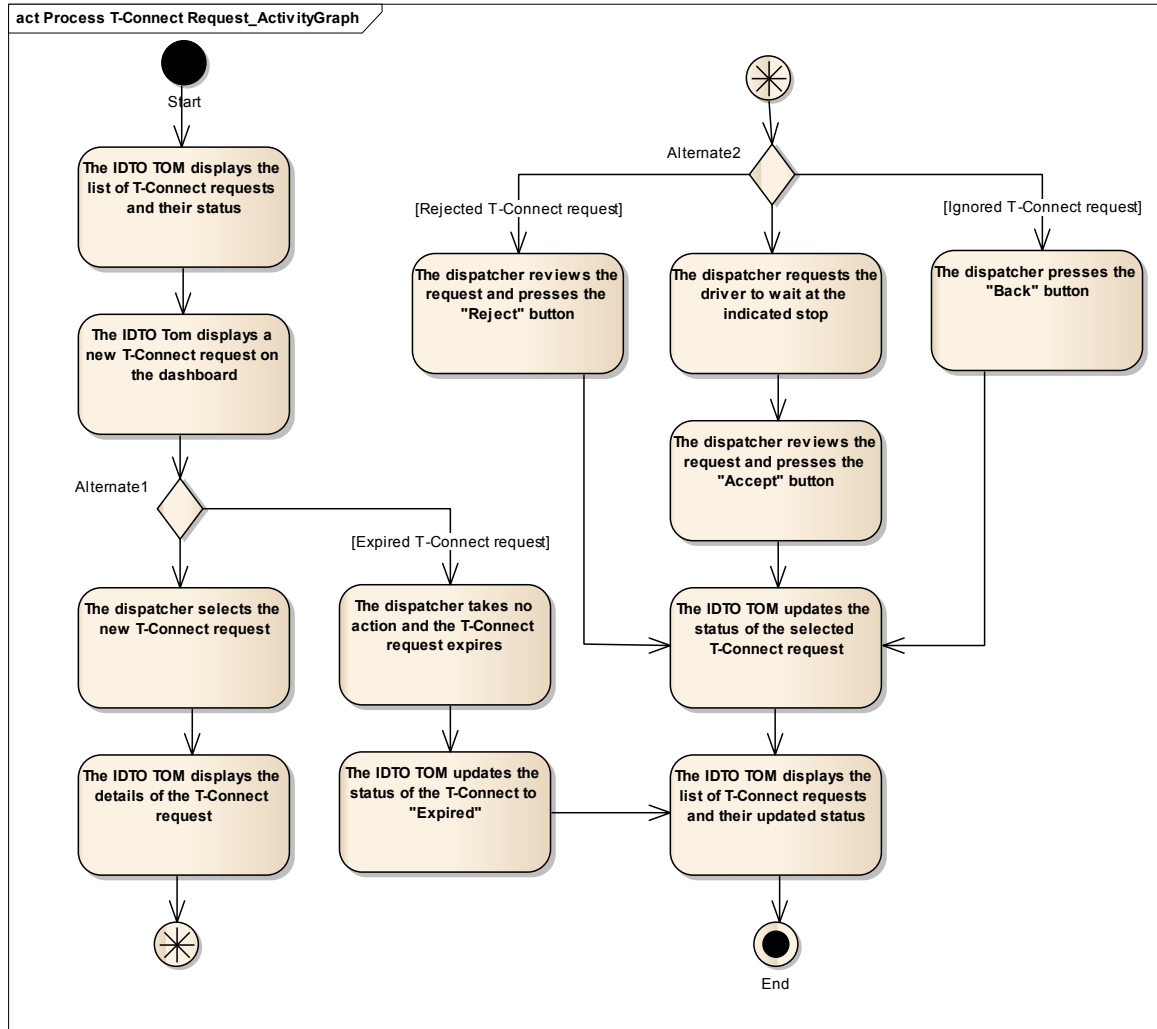 act Process T-Connect Request_ActivityGraph
Start
The IDTO TOM displays the
list of T-Connect requests
and their status
The IDTO Tom displays a
new T-Connect request on
the dashboard
Alternate1
[Expired T-Connect request]
The dispatcher selects the
new T-Connect request
The dispatcher takes no
action and the T-Connect
request expires
The IDTO TOM displays the
details of the T-Connect
request
The IDTO TOM updates the
status of the T-Connect to
"Expired"
Alternate2
[Rejected T-Connect request]
[Ignored T-Connect request]
The dispatcher reviews the
request and presses the
"Reject" button
The dispatcher requests the
driver to wait at the
indicated stop
The dispatcher presses the
"Back" button
The dispatcher reviews the
request and presses the
"Accept" button
The IDTO TOM updates the
status of the selected
T-Connect request
The IDTO TOM displays the
list of T-Connect requests
and their updated status
End